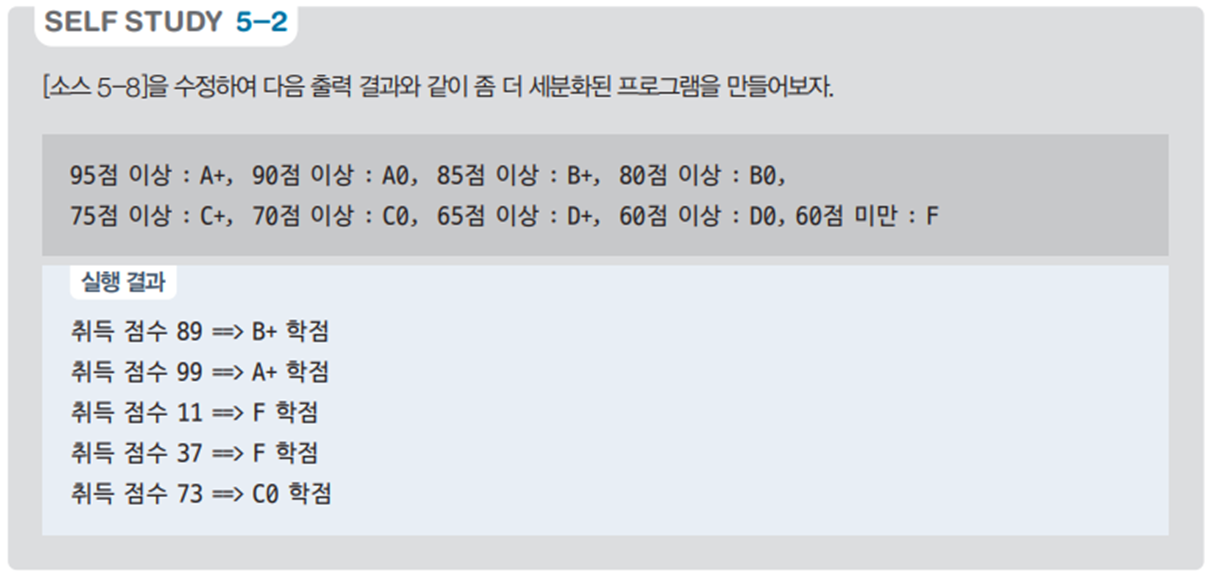 SELF STUDY 5-2
[소스 5-8]을 수정하여 다음 출력 결과와 같이 좀 더 세분화된 프로그램을 만들어보자.
95점 이상 : A+, 90점 이상 : A0, 85점 이상 : B+, 80점 이상 : B0,
75점 이상 : C+, 70점 이상 : C0, 65점 이상 : D+, 60점 이상 : D0, 60점 미만 : F
실행 결과
취득 점수 89 ==> B+ 학점
취득 점수 99 ==> A+ 학점
취득 점수 11 ==> F 학점
취득 점수 37 ==> F 학점
취득 점수 73 ==> C0 학점